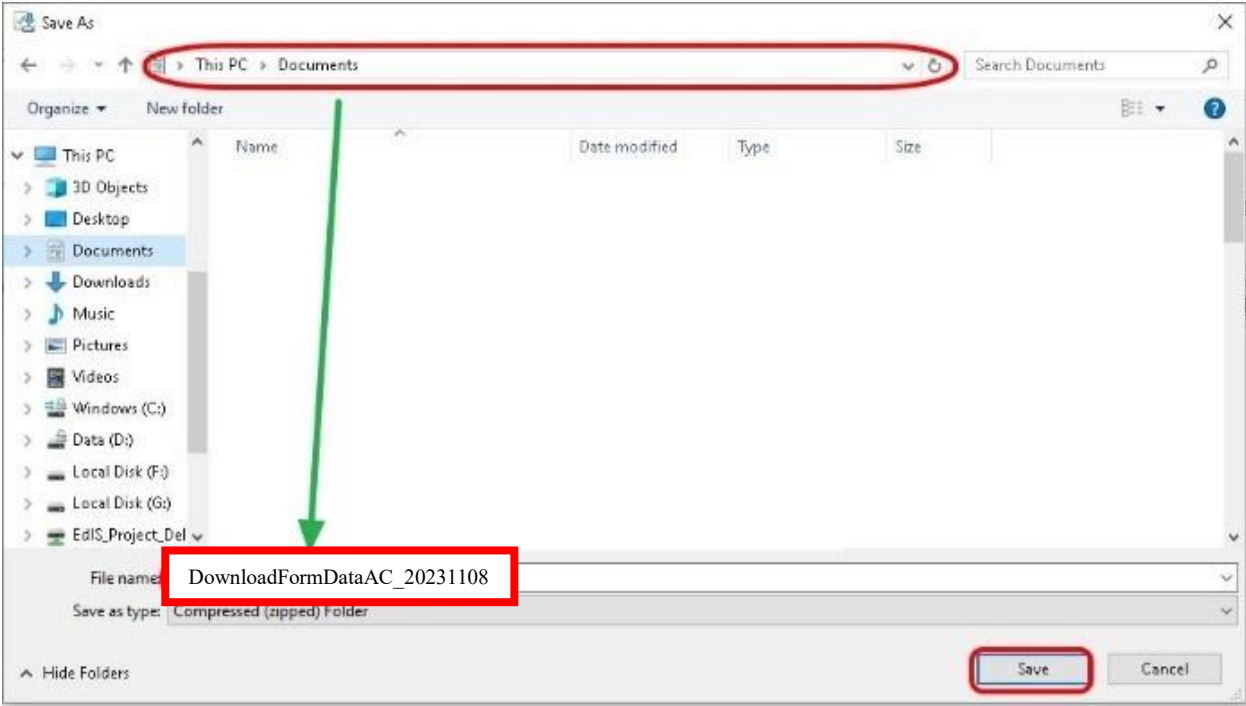 Save As
This PC > Documents
Search Documents
Organize
New folder
Name
Date modified
Type
Size
This PC
3D Objects
Desktop
Documents
Downloads
Music
Pictures
Videos
Windows (C:)
Data (D:)
Local Disk (F:)
Local Disk (G:)
EdIS_Project_Del
File name:
DownloadFormDataAC_20231108
Save as type: Compressed (zipped) Folder
Hide Folders
Save
Cancel